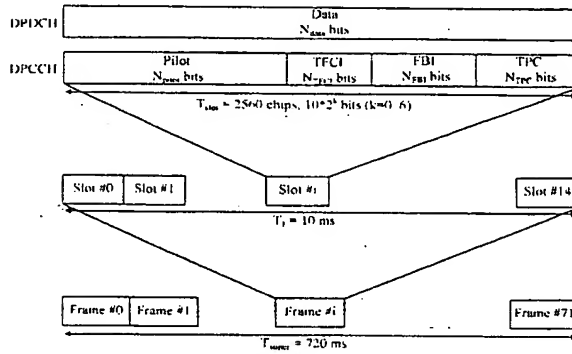 DPDCH
Data
N_data bits
DPCCH
Pilot
N_pilot bits
TFCI
N_TFCI bits
FBI
N_FBI bits
TPC
N_TPC bits
T_slot = 2560 chips, 10*2^k bits (k=0..6)
Slot #0
Slot #1
Slot #i
Slot #14
T_f = 10 ms
Frame #0
Frame #1
Frame #i
Frame #71
T_super = 720 ms